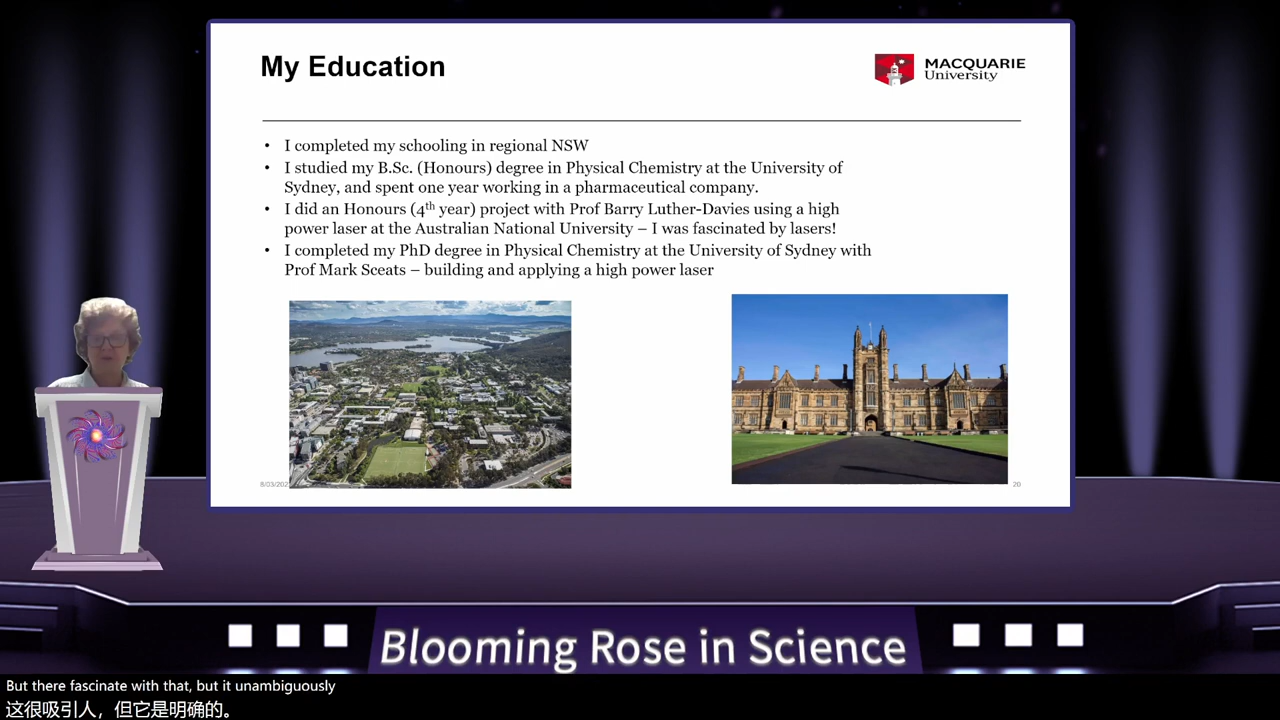 My Education
MACQUARIE
University
• I completed my schooling in regional NSW
• I studied my B.Sc. (Honours) degree in Physical Chemistry at the University of
Sydney, and spent one year working in a pharmaceutical company.
• I did an Honours (4th year) project with Prof Barry Luther-Davies using a high
power laser at the Australian National University – I was fascinated by lasers!
• I completed my PhD degree in Physical Chemistry at the University of Sydney with
Prof Mark Sceats – building and applying a high power laser
8/03/202
20
Blooming Rose in Science
But there fascinate with that, but it unambiguously
这很吸引人，但它是明确的。